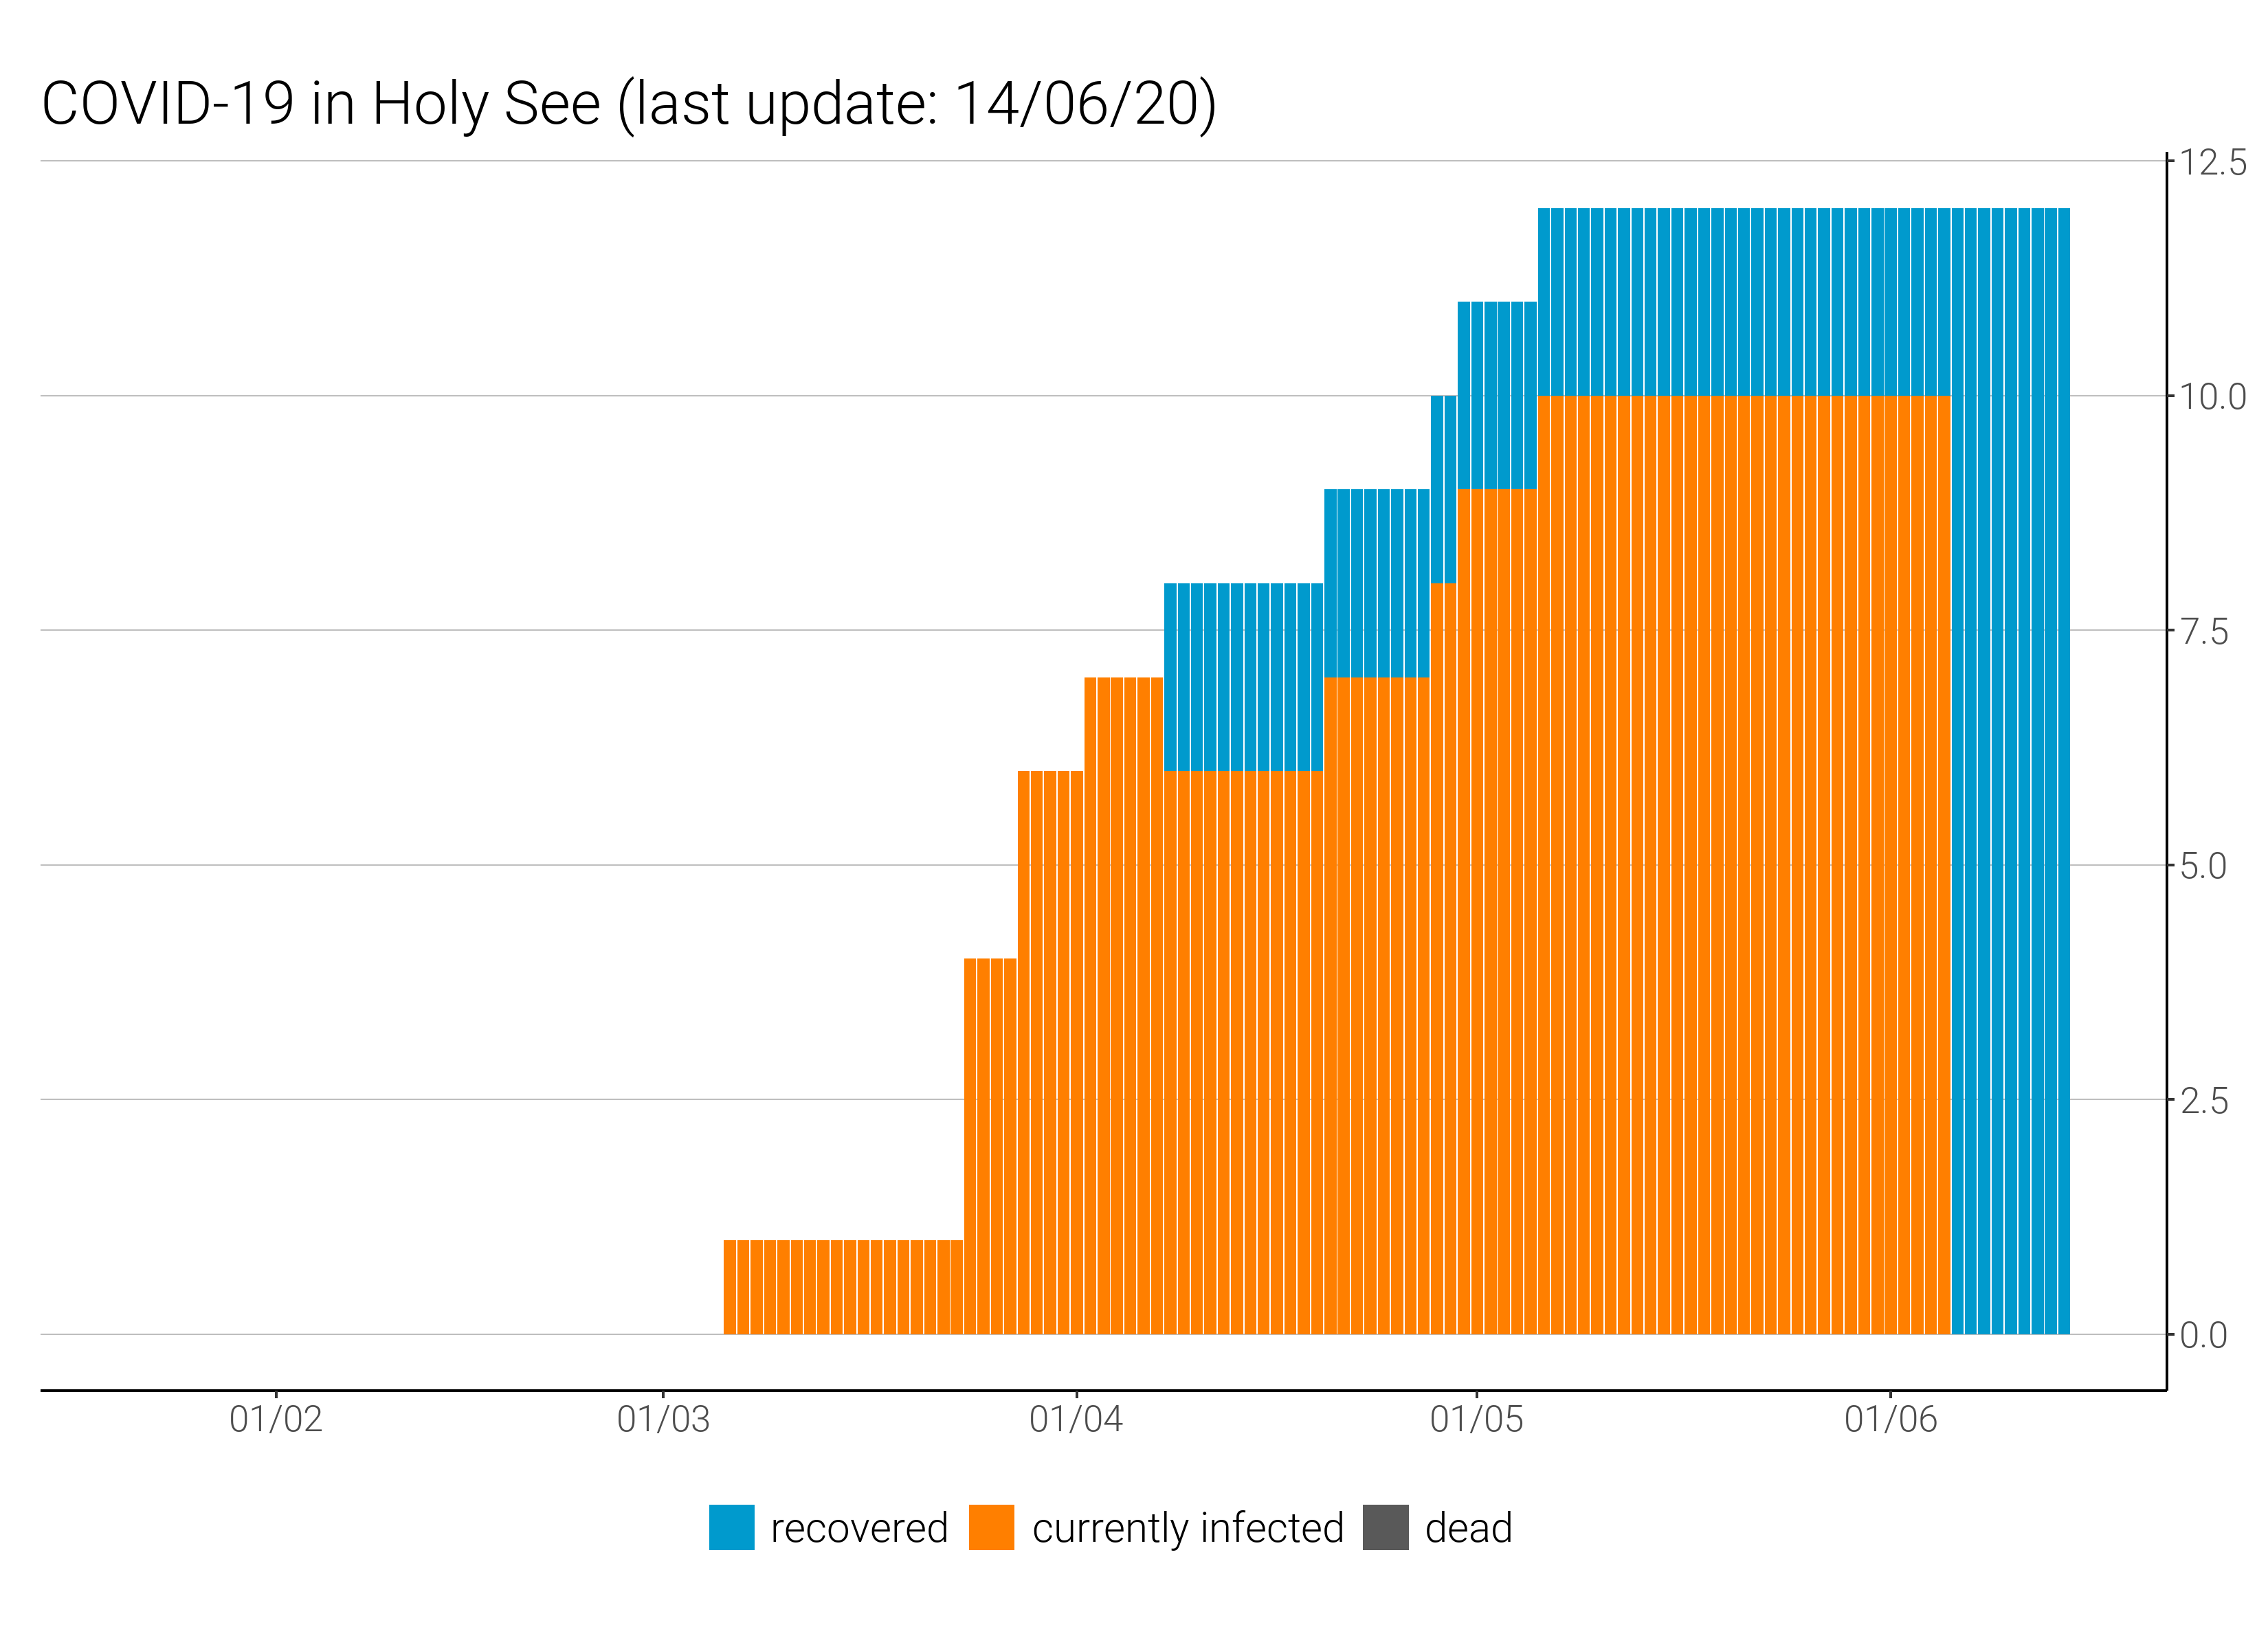 COVID-19 in Holy See (last update: 14/06/20)
12.5
10.0
7.5
5.0
2.5
0.0
01/02 01/03 01/04 01/05 01/06
recovered currently infected dead